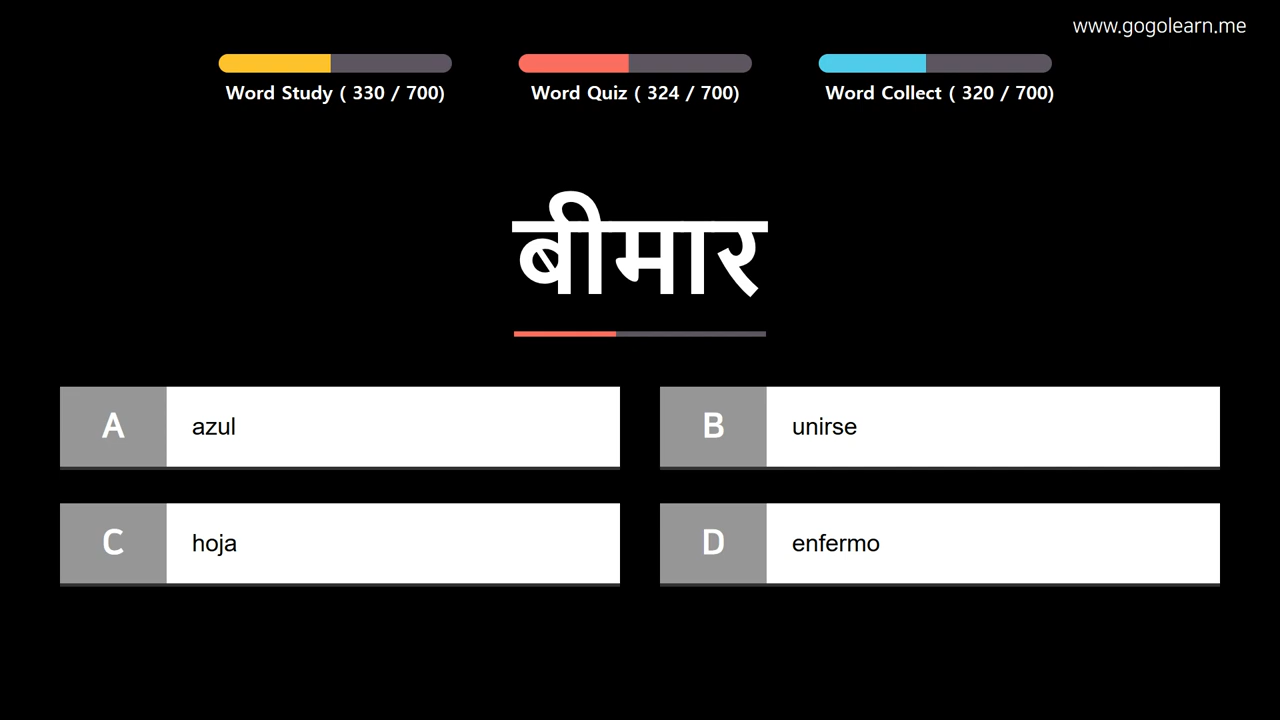 www.gogolearn.me
Word Study ( 330 / 700)
Word Quiz ( 324 / 700)
Word Collect ( 320 / 700)
बीमार
A azul
B unirse
C hoja
D enfermo